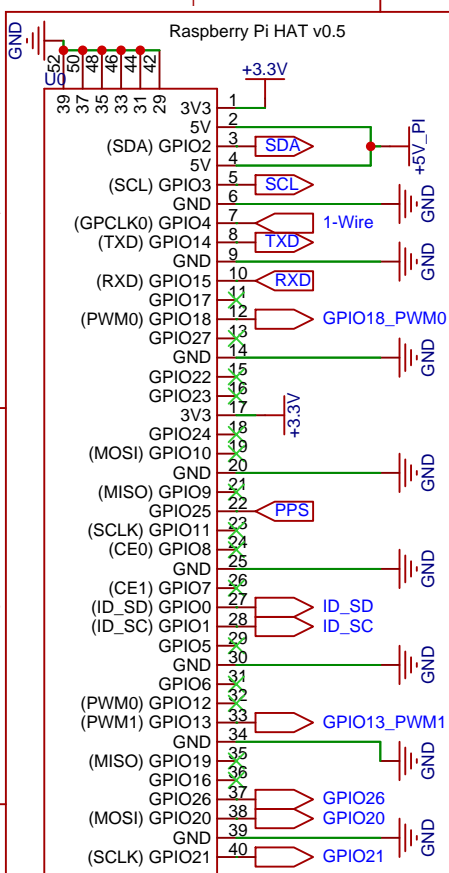 Raspberry Pi HAT v0.5
GND
52 50 48 46 44 42
U0
39 37 35 33 31 29
+3.3V
3V3 1
5V 2
(SDA) GPIO2 3 SDA
5V 4
+5V_PI
(SCL) GPIO3 5 SCL
GND 6 GND
(GPCLK0) GPIO4 7 1-Wire
(TXD) GPIO14 8 TXD
GND 9 GND
(RXD) GPIO15 10 RXD
GPIO17 11
(PWM0) GPIO18 12 GPIO18_PWM0
GPIO27 13
GND 14 GND
GPIO22 15
GPIO23 16
3V3 17 +3.3V
GPIO24 18
(MOSI) GPIO10 19
GND 20 GND
(MISO) GPIO9 21
GPIO25 22 PPS
(SCLK) GPIO11 23
(CE0) GPIO8 24
GND 25 GND
(CE1) GPIO7 26
(ID_SD) GPIO0 27 ID_SD
(ID_SC) GPIO1 28 ID_SC
GPIO5 29
GND 30 GND
GPIO6 31
(PWM0) GPIO12 32
(PWM1) GPIO13 33 GPIO13_PWM1
GND 34 GND
(MISO) GPIO19 35
GPIO16 36
GPIO26 37 GPIO26
(MOSI) GPIO20 38 GPIO20
GND 39 GND
(SCLK) GPIO21 40 GPIO21